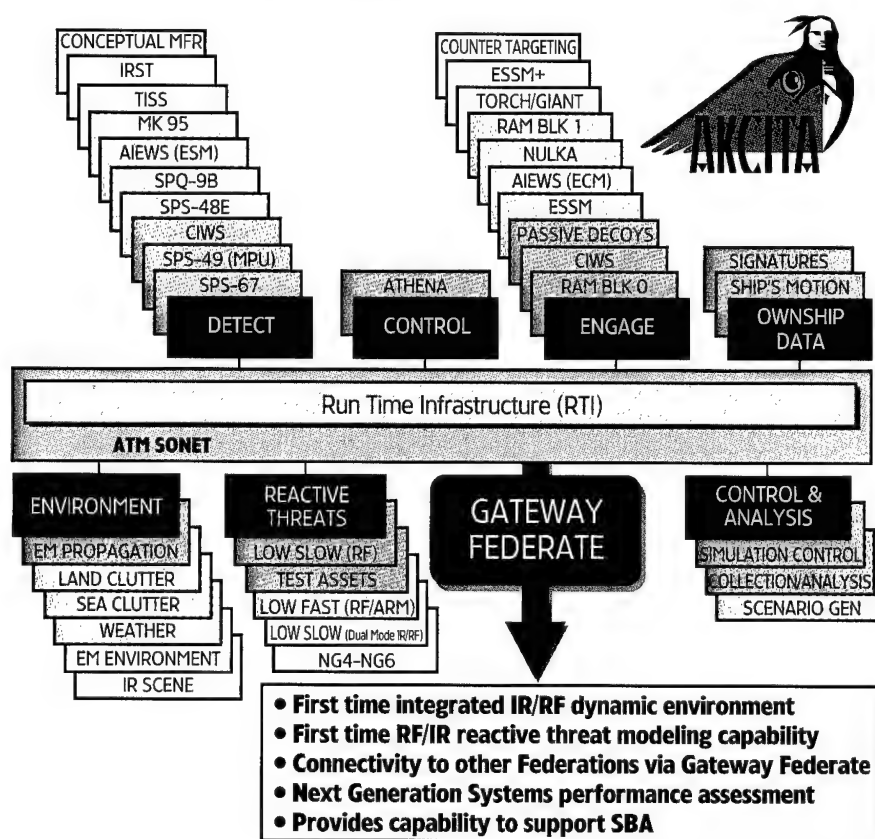 CONCEPTUAL MFR
IRST
TISS
MK 95
AIEWS (ESM)
SPQ-9B
SPS-48E
CIWS
SPS-49 (MPU)
SPS-67
DETECT
ATHENA
CONTROL
COUNTER TARGETING
ESSM+
TORCH/GIANT
RAM BLK 1
NULKA
AIEWS (ECM)
ESSM
PASSIVE DECOYS
CIWS
RAM BLK 0
ENGAGE
AKCITA
SIGNATURES
SHIP'S MOTION
OWNSHIP
DATA
Run Time Infrastructure (RTI)
ATM SONET
ENVIRONMENT
EM PROPAGATION
LAND CLUTTER
SEA CLUTTER
WEATHER
EM ENVIRONMENT
IR SCENE
REACTIVE
THREATS
LOW SLOW (RF)
TEST ASSETS
LOW FAST (RF/ARM)
LOW SLOW (Dual Mode IR/RF)
NG4-NG6
GATEWAY
FEDERATE
CONTROL &
ANALYSIS
SIMULATION CONTROL
COLLECTION/ANALYSIS
SCENARIO GEN
• First time integrated IR/RF dynamic environment
• First time RF/IR reactive threat modeling capability
• Connectivity to other Federations via Gateway Federate
• Next Generation Systems performance assessment
• Provides capability to support SBA